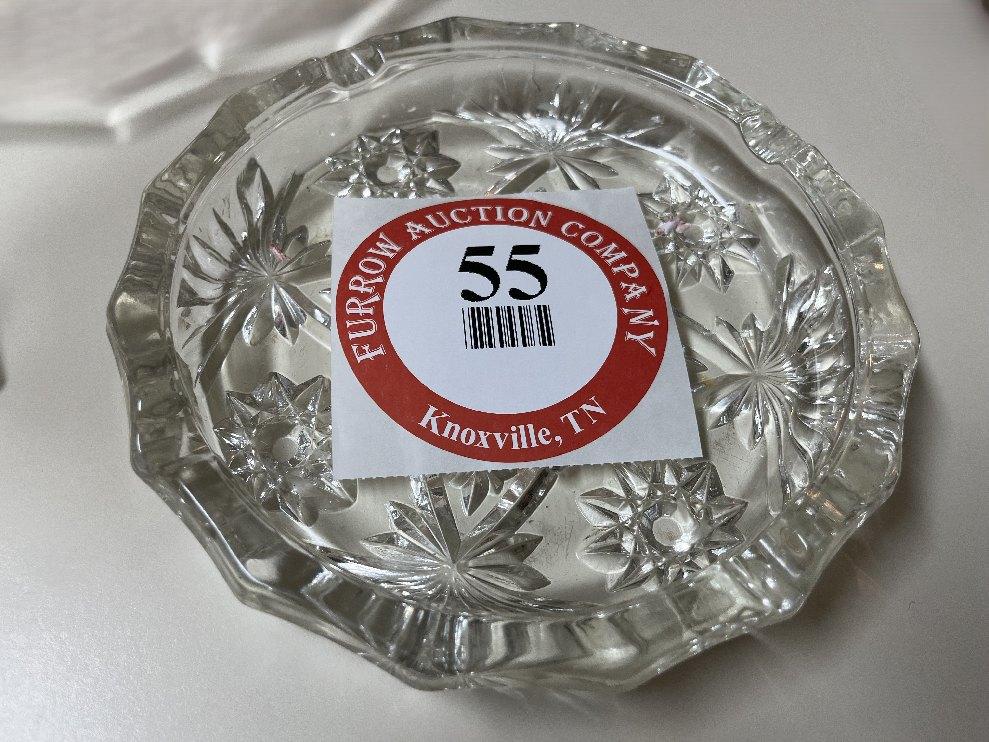 FURROW AUCTION COMPANY
55
Knoxville, TN